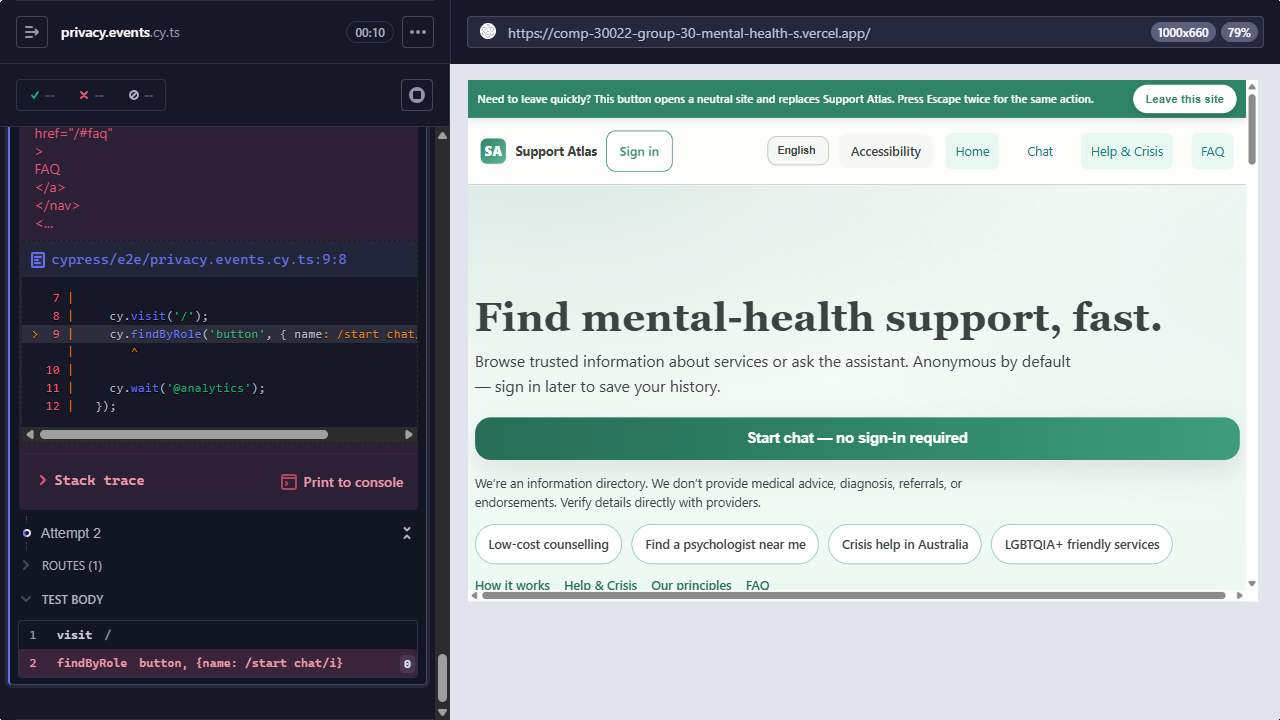 privacy.events.cy.ts
00:10
--
--
--
href="/#faq"
>
FAQ
</a>
</nav>
<...
cypress/e2e/privacy.events.cy.ts:9:8
7 |
8 | cy.visit('/');
> 9 | cy.findByRole('button', { name: /start chat/
| ^
10 |
11 | cy.wait('@analytics');
12 | });
Stack trace
Print to console
Attempt 2
ROUTES (1)
TEST BODY
1 visit /
2 findByRole button, {name: /start chat/i} 0
https://comp-30022-group-30-mental-health-s.vercel.app/
1000x660
79%
Need to leave quickly? This button opens a neutral site and replaces Support Atlas. Press Escape twice for the same action.
Leave this site
SA
Support Atlas
Sign in
English
Accessibility
Home
Chat
Help & Crisis
FAQ
Find mental-health support, fast.
Browse trusted information about services or ask the assistant. Anonymous by default
— sign in later to save your history.
Start chat — no sign-in required
We're an information directory. We don't provide medical advice, diagnosis, referrals, or
endorsements. Verify details directly with providers.
Low-cost counselling
Find a psychologist near me
Crisis help in Australia
LGBTQIA+ friendly services
How it works
Help & Crisis
Our principles
FAQ